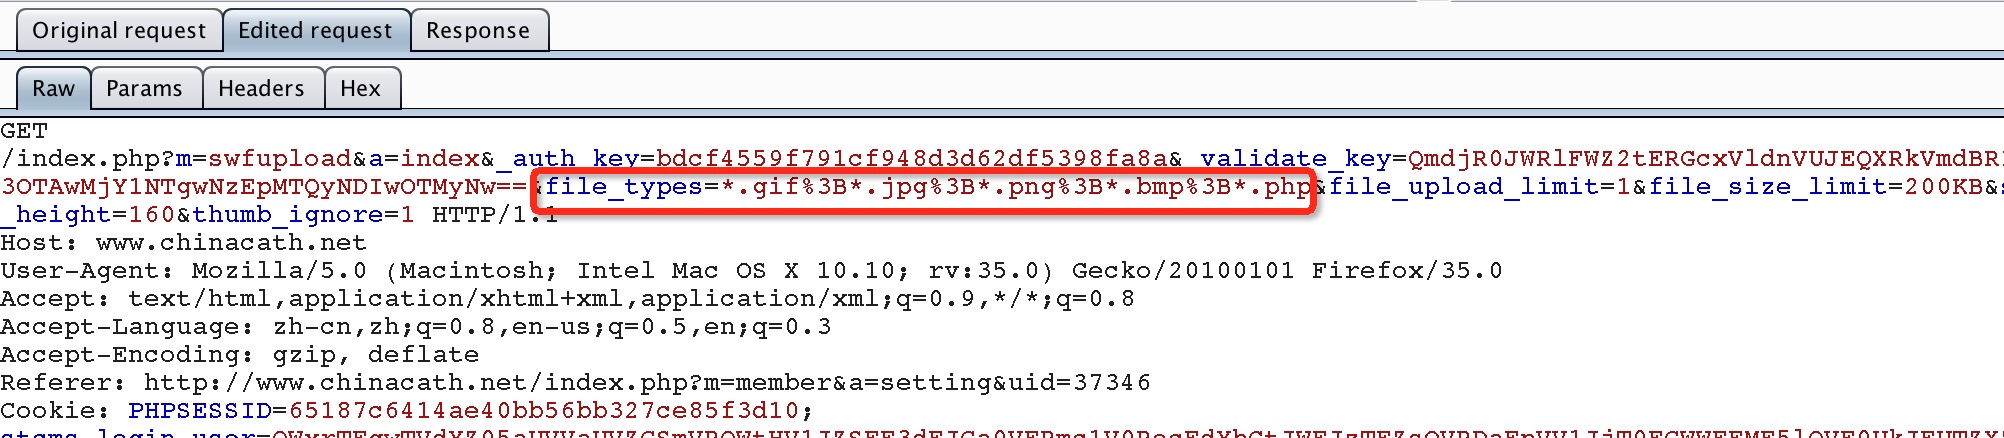 Original request Edited request Response
Raw Params Headers Hex
GET
/index.php?m=swfupload&a=index&_auth_key=bdcf4559f791cf948d3d62df5398fa8a&_validate_key=QmdjR0JWRlFWZ2tERGcxVldnVUJEQXRkVmdBR
3OTAwMjY1NTgwNzEpMTQyNDIwOTMyNw==&file_types=*.gif%3B*.jpg%3B*.png%3B*.bmp%3B*.php&file_upload_limit=1&file_size_limit=200KB&s
_height=160&thumb_ignore=1 HTTP/1.1
Host: www.chinacath.net
User-Agent: Mozilla/5.0 (Macintosh; Intel Mac OS X 10.10; rv:35.0) Gecko/20100101 Firefox/35.0
Accept: text/html,application/xhtml+xml,application/xml;q=0.9,*/*;q=0.8
Accept-Language: zh-cn,zh;q=0.8,en-us;q=0.5,en;q=0.3
Accept-Encoding: gzip, deflate
Referer: http://www.chinacath.net/index.php?m=member&a=setting&uid=37346
Cookie: PHPSESSID=65187c6414ae40bb56bb327ce85f3d10;